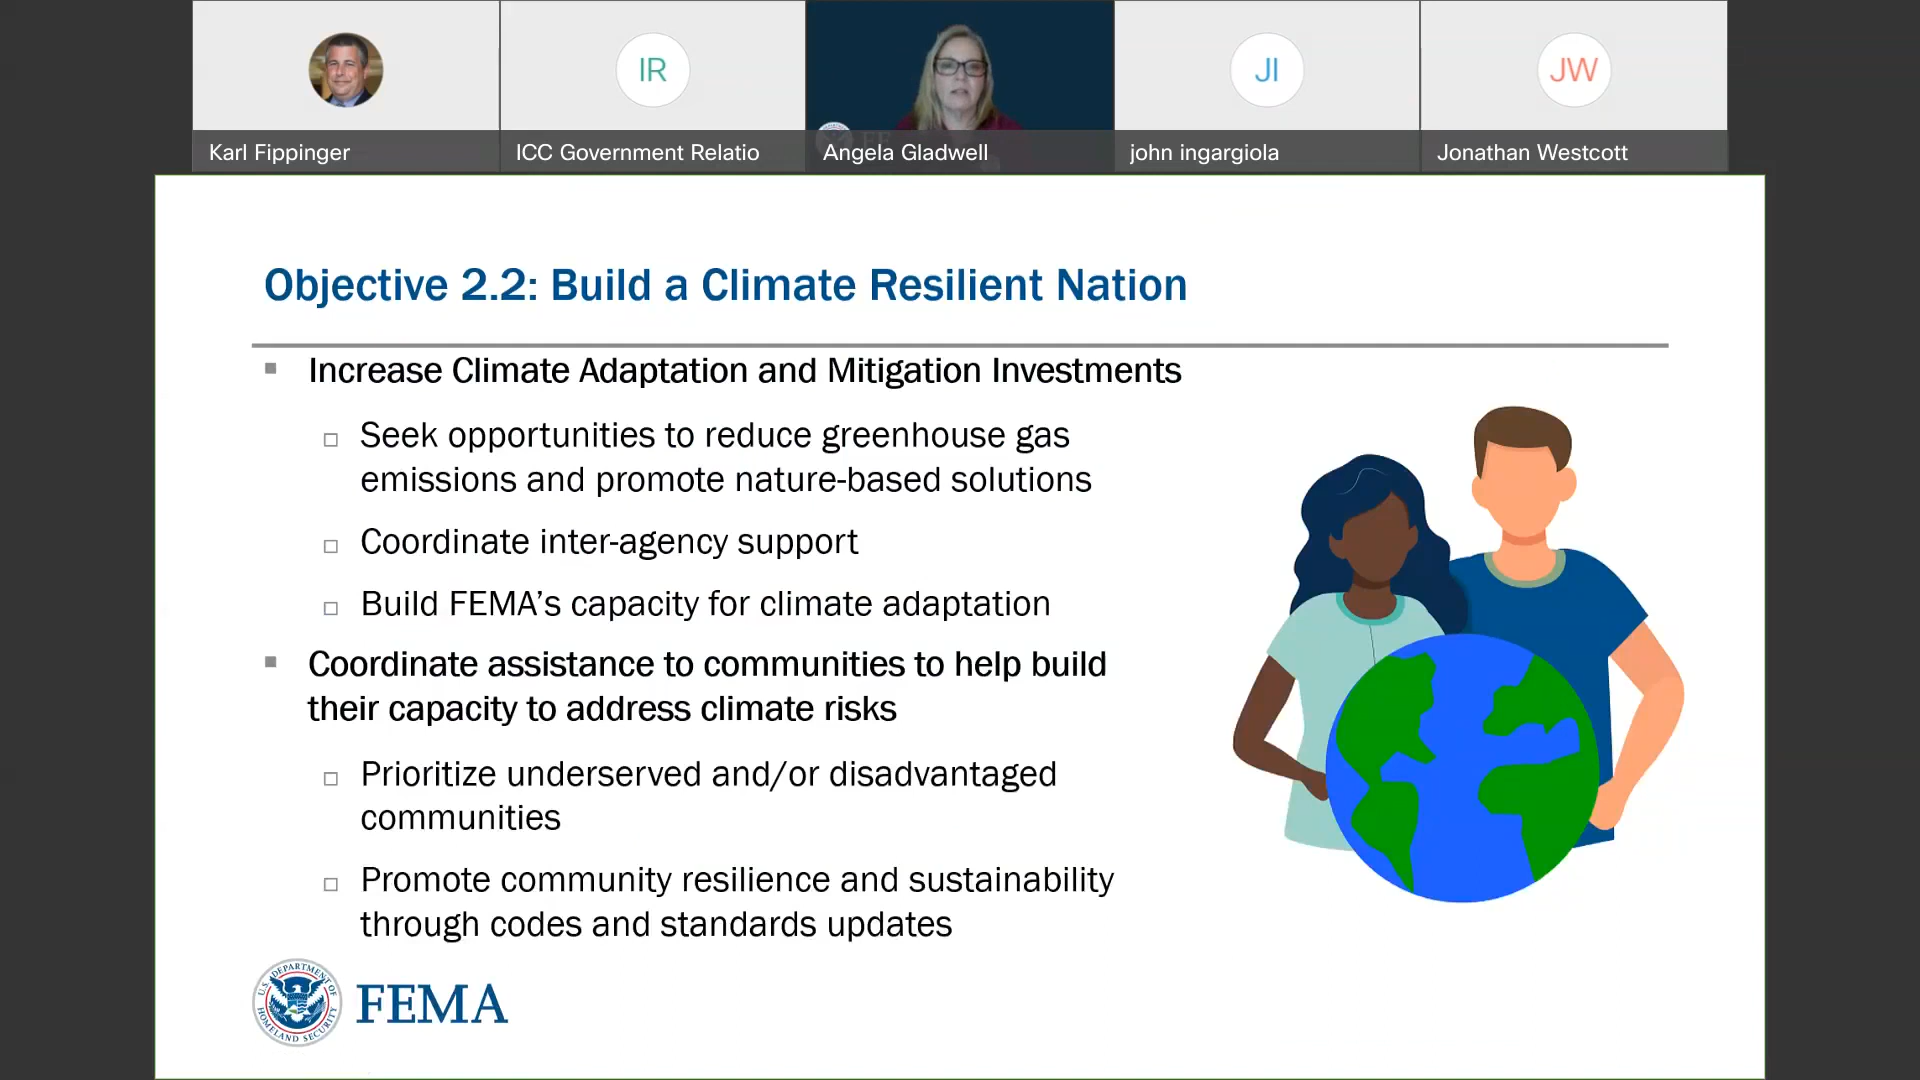 IR
JI
JW
Karl Fippinger
ICC Government Relatio
Angela Gladwell
john ingargiola
Jonathan Westcott
Objective 2.2: Build a Climate Resilient Nation
Increase Climate Adaptation and Mitigation Investments
Seek opportunities to reduce greenhouse gas
emissions and promote nature-based solutions
Coordinate inter-agency support
Build FEMA’s capacity for climate adaptation
Coordinate assistance to communities to help build
their capacity to address climate risks
Prioritize underserved and/or disadvantaged
communities
Promote community resilience and sustainability
through codes and standards updates
U.S. DEPARTMENT OF
HOMELAND SECURITY
FEMA